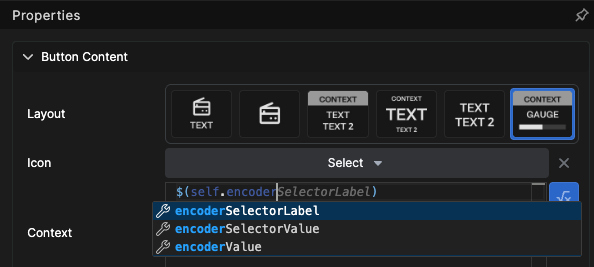 Properties
Button Content
Layout
TEXT
CONTEXT
TEXT
TEXT 2
CONTEXT
TEXT
TEXT 2
TEXT
TEXT 2
CONTEXT
GAUGE
Icon
Select
$(self.encoderSelectorLabel)
√x
encoderSelectorLabel
encoderSelectorValue
encoderValue
Context